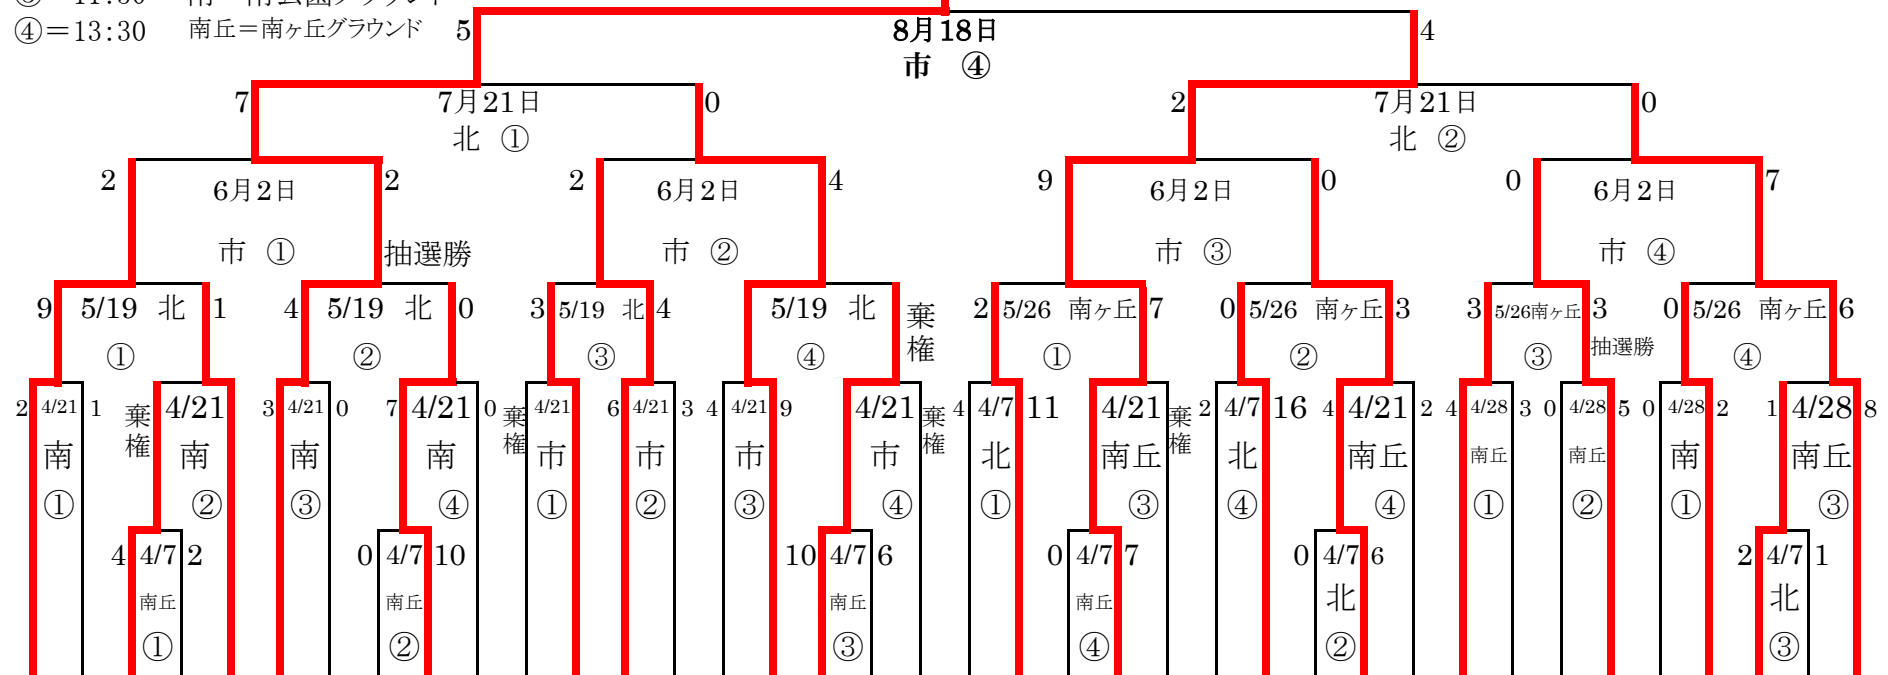 ④=13:30 南丘=南ヶ丘グラウンド
5 8月18日 4
市 ④
7 7月21日 0 2 7月21日 0
北 ① 北 ②
2 6月2日 2 2 6月2日 4 9 6月2日 0 0 6月2日 7
市 ① 抽選勝 市 ② 市 ③ 市 ④
9 5/19 北 1 4 5/19 北 0 3 5/19 北 4 5/19 北 棄権 2 5/26 南ヶ丘 7 0 5/26 南ヶ丘 3 3 5/26南ヶ丘 3 0 5/26 南ヶ丘 6
① ② ③ ④ ① ② ③ 抽選勝 ④
2 4/21 1 棄権 4/21 3 4/21 0 7 4/21 0 棄権 4/21 6 4/21 3 4 4/21 9 4/21 棄権 4 4/7 11 4/21 棄権 2 4/7 16 4 4/21 2 4 4/28 3 0 4/28 5 0 4/28 2 1 4/28 8
南 南 南 南 市 市 市 市 北 南丘 北 南丘 南丘 南丘 南 南丘
① ② ③ ④ ① ② ③ ④ ① ③ ④ ④ ① ② ① ③
4 4/7 2 0 4/7 10 10 4/7 6 0 4/7 7 0 4/7 6 2 4/7 1
南丘 南丘 南丘 南丘 北 北
① ② ③ ④ ② ③